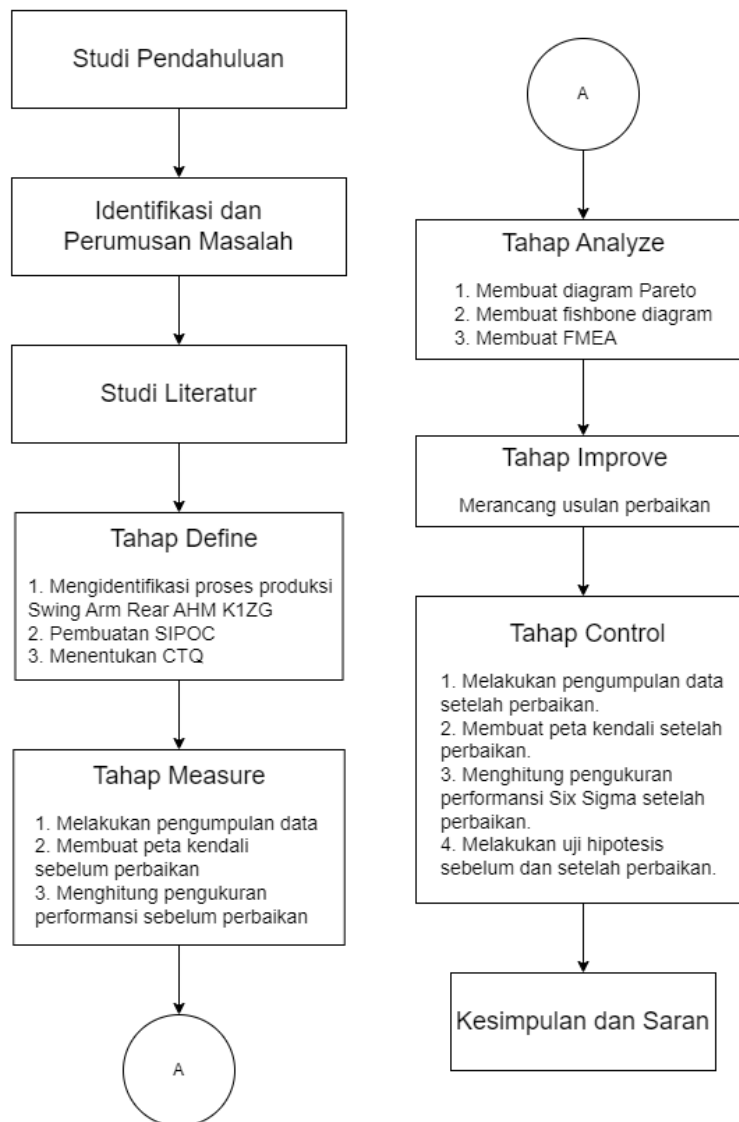 Studi Pendahuluan
Identifikasi dan
Perumusan Masalah
Studi Literatur
Tahap Define
1. Mengidentifikasi proses produksi
Swing Arm Rear AHM K1ZG
2. Pembuatan SIPOC
3. Menentukan CTQ
Tahap Measure
1. Melakukan pengumpulan data
2. Membuat peta kendali
sebelum perbaikan
3. Menghitung pengukuran
performansi sebelum perbaikan
A
A
Tahap Analyze
1. Membuat diagram Pareto
2. Membuat fishbone diagram
3. Membuat FMEA
Tahap Improve
Merancang usulan perbaikan
Tahap Control
1. Melakukan pengumpulan data
setelah perbaikan.
2. Membuat peta kendali setelah
perbaikan.
3. Menghitung pengukuran
performansi Six Sigma setelah
perbaikan.
4. Melakukan uji hipotesis
sebelum dan setelah perbaikan.
Kesimpulan dan Saran